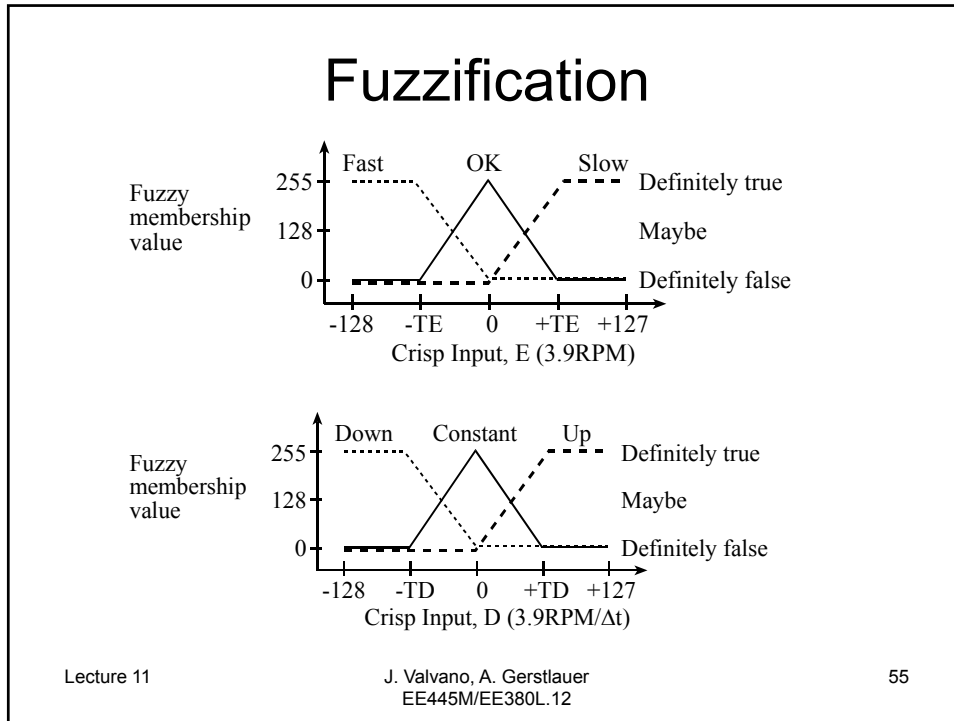 Fuzzification
Fuzzy
membership
value
Fast OK Slow
255 Definitely true
128 Maybe
0 Definitely false
-128 -TE 0 +TE +127
Crisp Input, E (3.9RPM)
Fuzzy
membership
value
Down Constant Up
255 Definitely true
128 Maybe
0 Definitely false
-128 -TD 0 +TD +127
Crisp Input, D (3.9RPM/Δt)
Lecture 11
J. Valvano, A. Gerstlauer
EE445M/EE380L.12
55